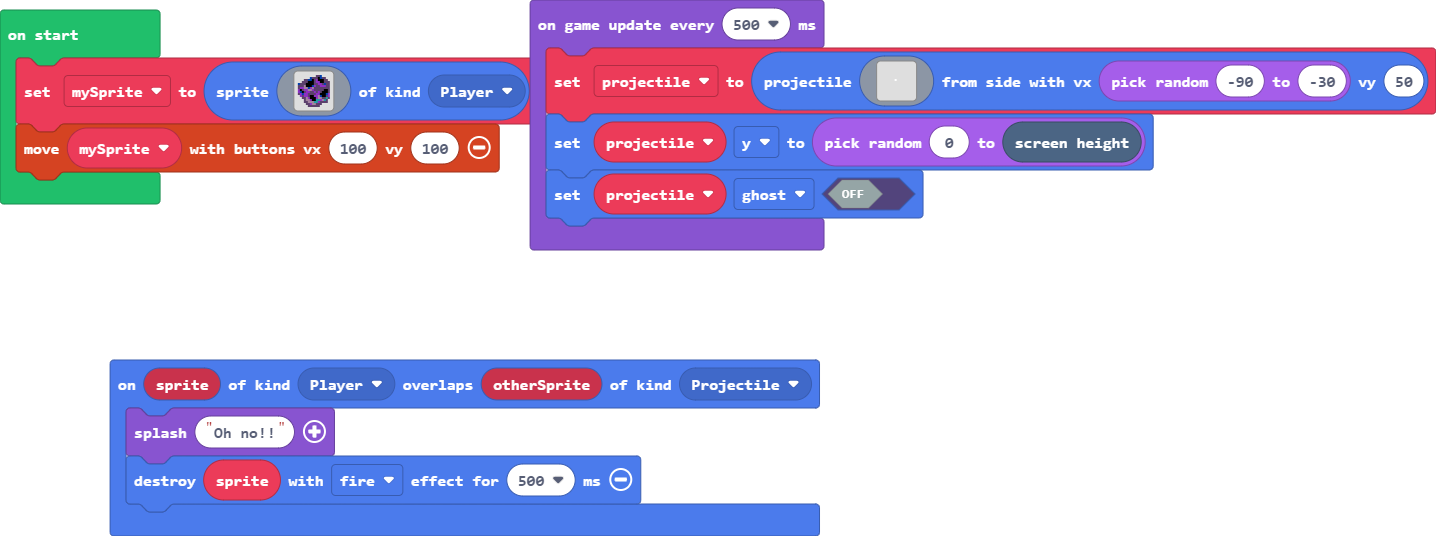 on start
set mySprite to sprite of kind Player
move mySprite with buttons vx 100 vy 100
on game update every 500 ms
set projectile to projectile from side with vx pick random -90 to -30 vy 50
set projectile y to pick random 0 to screen height
set projectile ghost OFF
on sprite of kind Player overlaps otherSprite of kind Projectile
splash "Oh no!!"
destroy sprite with fire effect for 500 ms